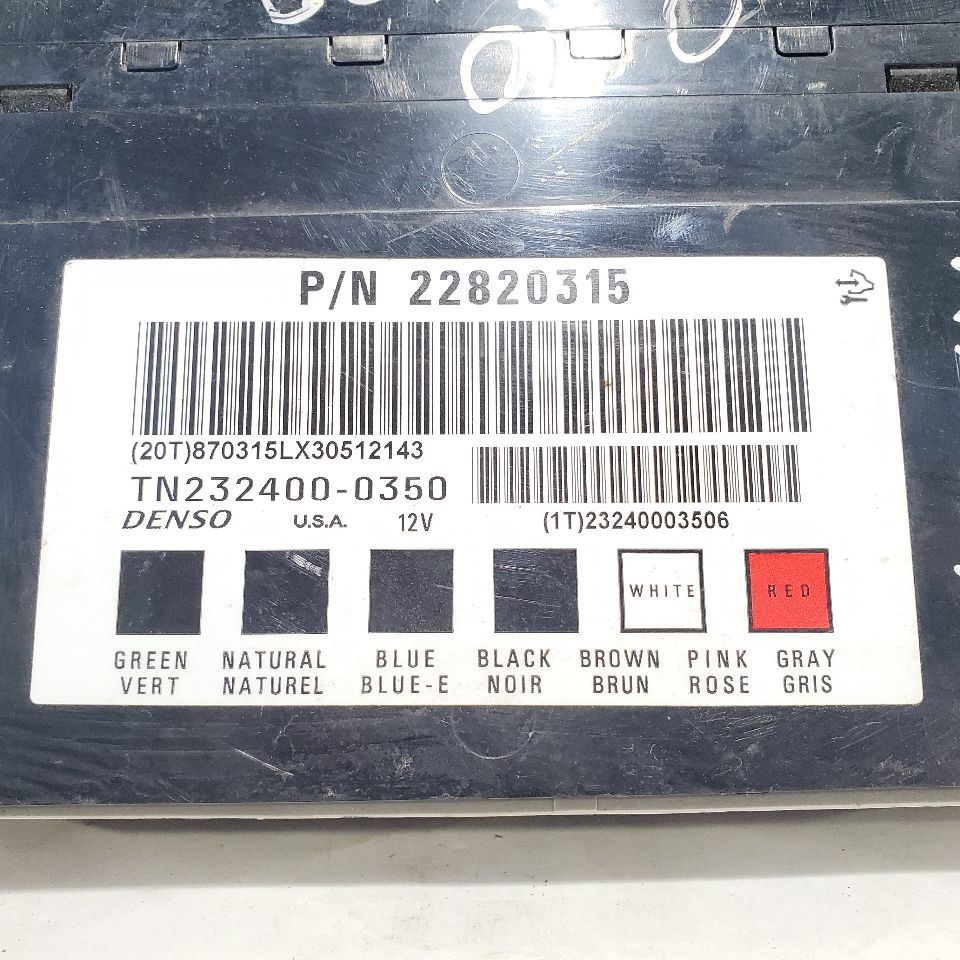 P/N 22820315
(20T)870315LX30512143
TN232400-0350
DENSO U.S.A. 12V (1T)23240003506
WHITE RED
GREEN NATURAL BLUE BLACK BROWN PINK GRAY
VERT NATUREL BLUE-E NOIR BRUN ROSE GRIS